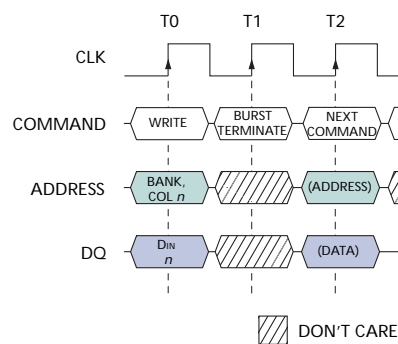 T0 T1 T2
CLK
COMMAND WRITE BURST TERMINATE NEXT COMMAND
ADDRESS BANK, COL n (ADDRESS)
DQ DIN n (DATA)
DON'T CARE